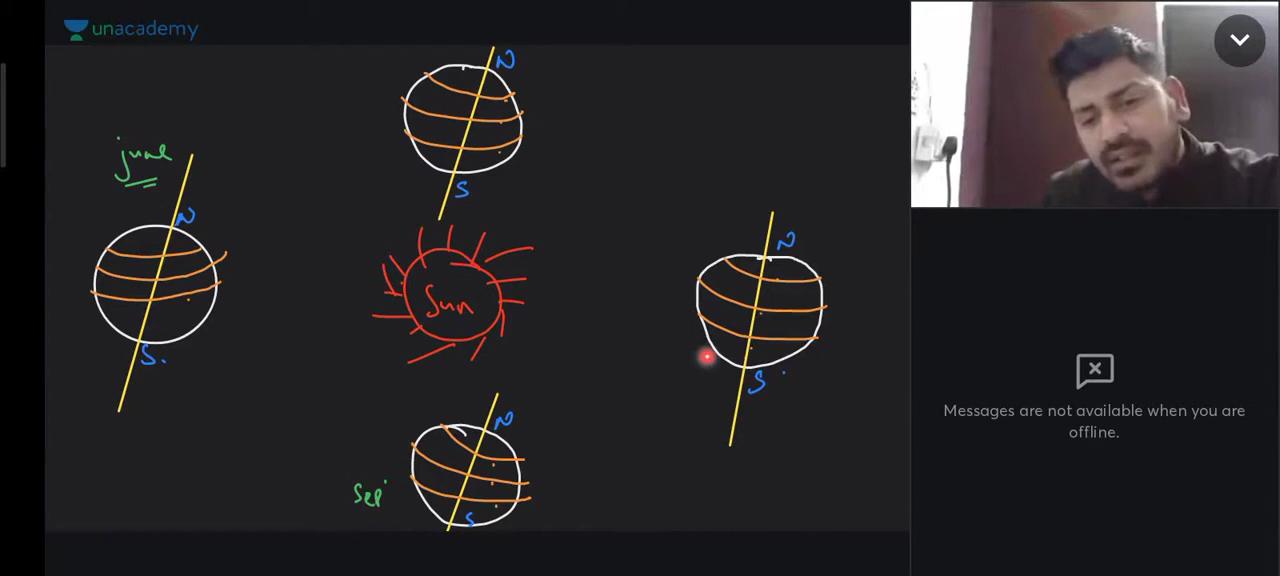 unacademy
N
S
june
N
S.
Sun
N
S
N
S
Sep
Messages are not available when you are
offline.